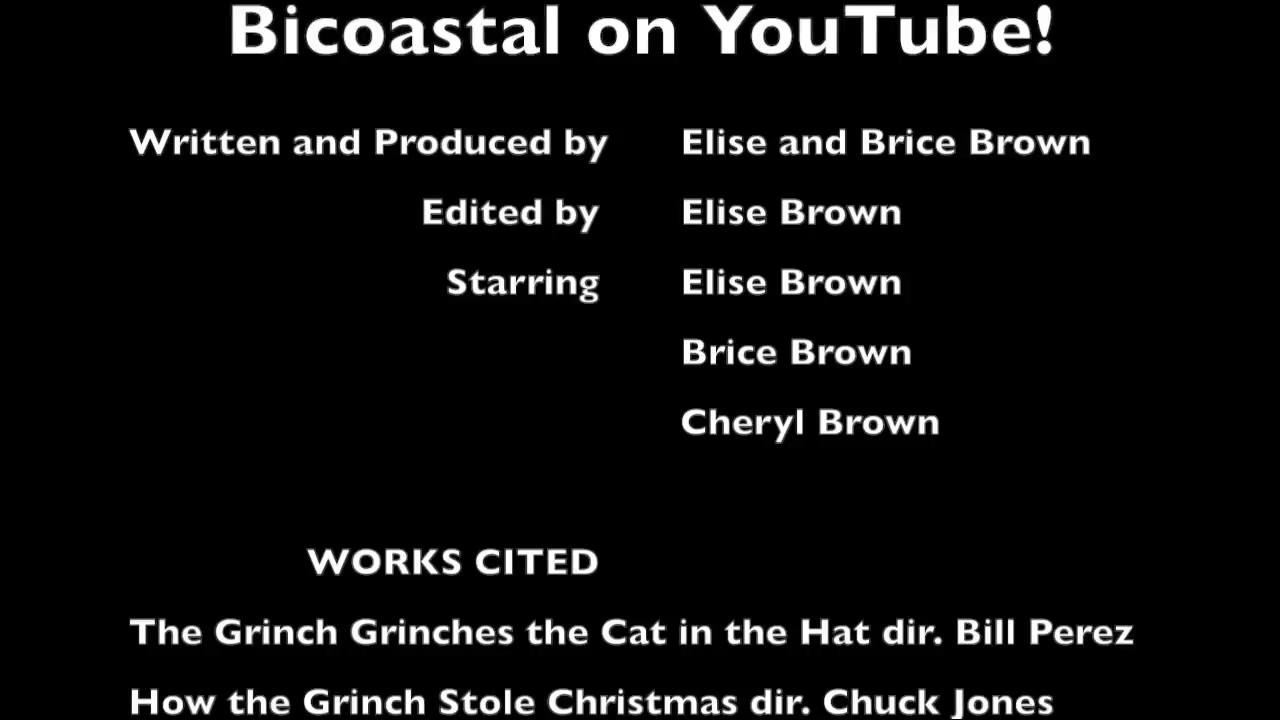 Bicoastal on YouTube!
Written and Produced by Elise and Brice Brown
Edited by Elise Brown
Starring Elise Brown
Brice Brown
Cheryl Brown
WORKS CITED
The Grinch Grinches the Cat in the Hat dir. Bill Perez
How the Grinch Stole Christmas dir. Chuck Jones